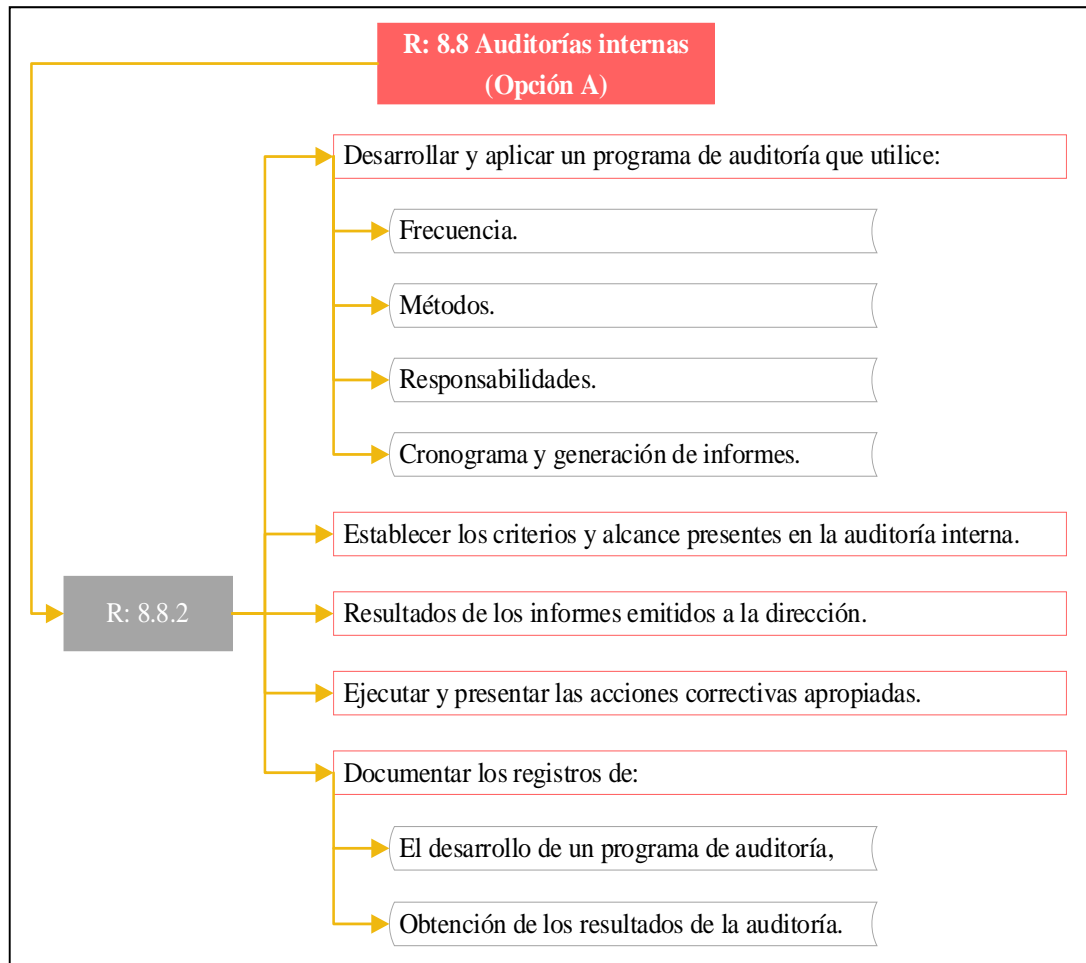 R: 8.8 Auditorías internas
(Opción A)
Desarrollar y aplicar un programa de auditoría que utilice:
Frecuencia.
Métodos.
Responsabilidades.
Cronograma y generación de informes.
Establecer los criterios y alcance presentes en la auditoría interna.
R: 8.8.2
Resultados de los informes emitidos a la dirección.
Ejecutar y presentar las acciones correctivas apropiadas.
Documentar los registros de:
El desarrollo de un programa de auditoría,
Obtención de los resultados de la auditoría.